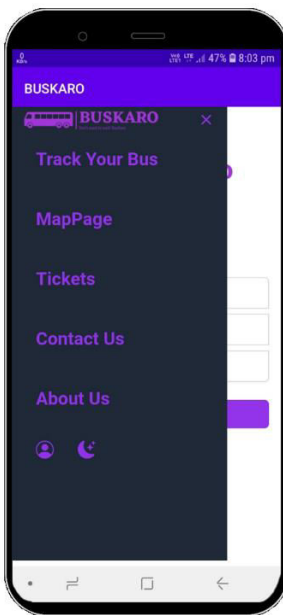 47% 8:03 pm
BUSKARO
BUSKARO
Track Your Bus
MapPage
Tickets
Contact Us
About Us